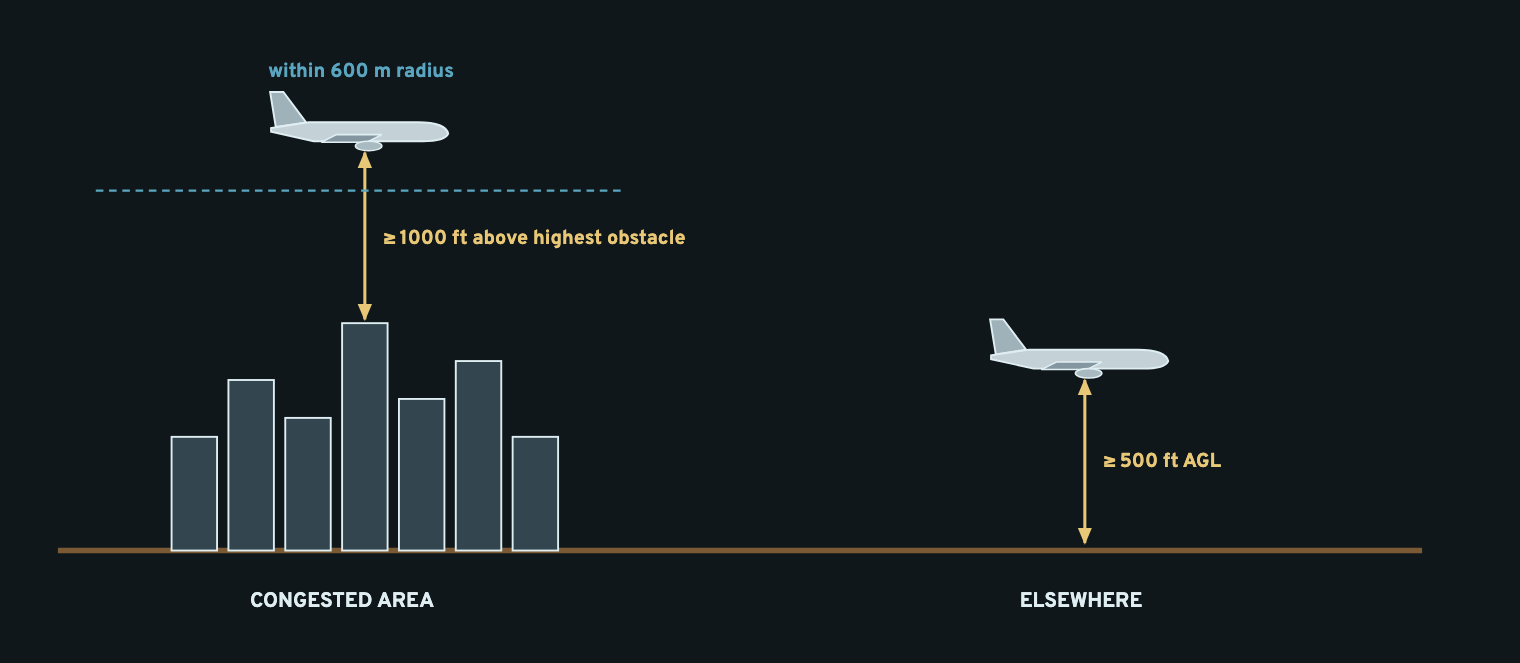 within 600 m radius
≥ 1000 ft above highest obstacle
≥ 500 ft AGL
CONGESTED AREA
ELSEWHERE